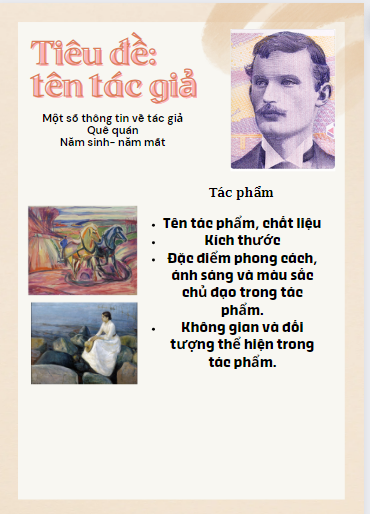 Tiêu đề:
tên tác giả
Một số thông tin về tác giả
Quê quán
Năm sinh- năm mất
Tác phẩm
• Tên tác phẩm, chất liệu
• Kích thước
• Đặc điểm phong cách,
ánh sáng và màu sắc
chủ đạo trong tác
phẩm.
• Không gian và đối
tượng thể hiện trong
tác phẩm.